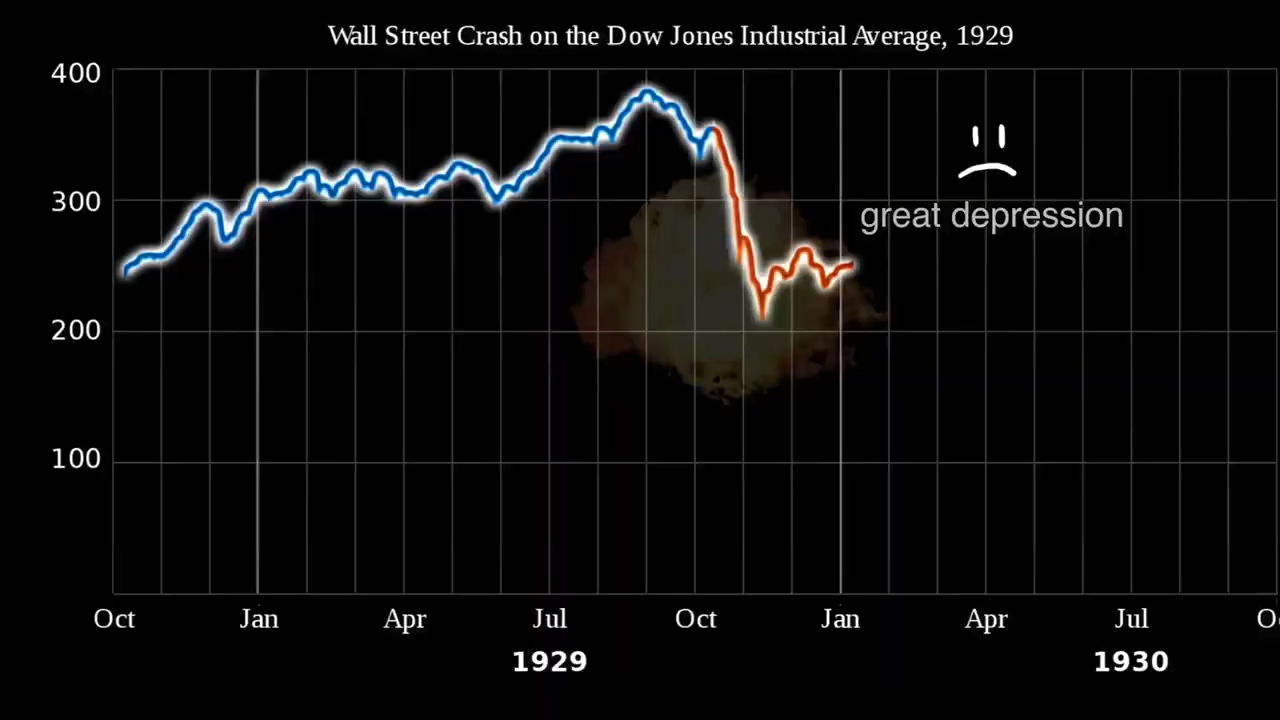 Wall Street Crash on the Dow Jones Industrial Average, 1929
400
300
200
100
great depression
Oct Jan Apr Jul Oct Jan Apr Jul
1929 1930